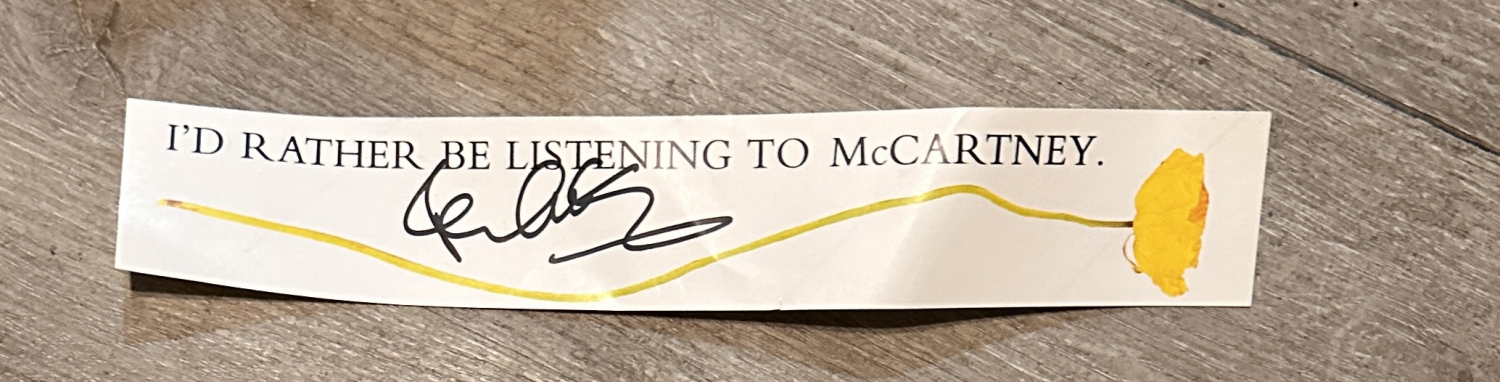 I'D RATHER BE LISTENING TO McCARTNEY.